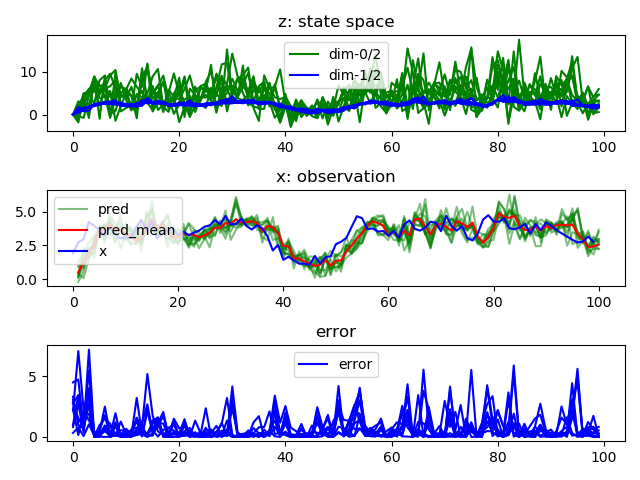 z: state space
10
0
dim-0/2
dim-1/2
0 20 40 60 80 100
x: observation
5.0
2.5
0.0
pred
pred_mean
x
0 20 40 60 80 100
error
5
0
error
0 20 40 60 80 100